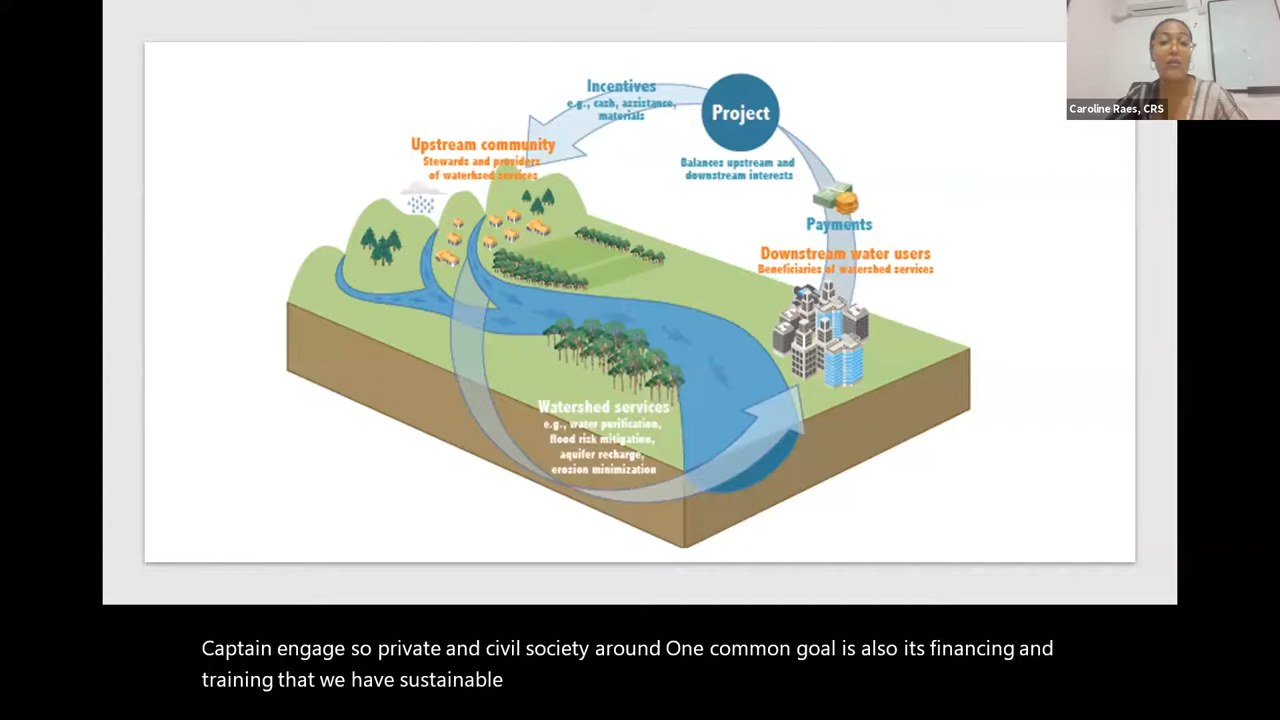 Incentives
e.g., cash, assistance,
materials
Project
Caroline Raes, CRS
Upstream community
Stewards and providers
of waterhsed services
Balances upstream and
downstream interests
Payments
Downstream water users
Beneficiaries of watershed services
Watershed services
e.g., water purification,
flood risk mitigation,
aquifer recharge,
erosion minimization
Captain engage so private and civil society around One common goal is also its financing and
training that we have sustainable